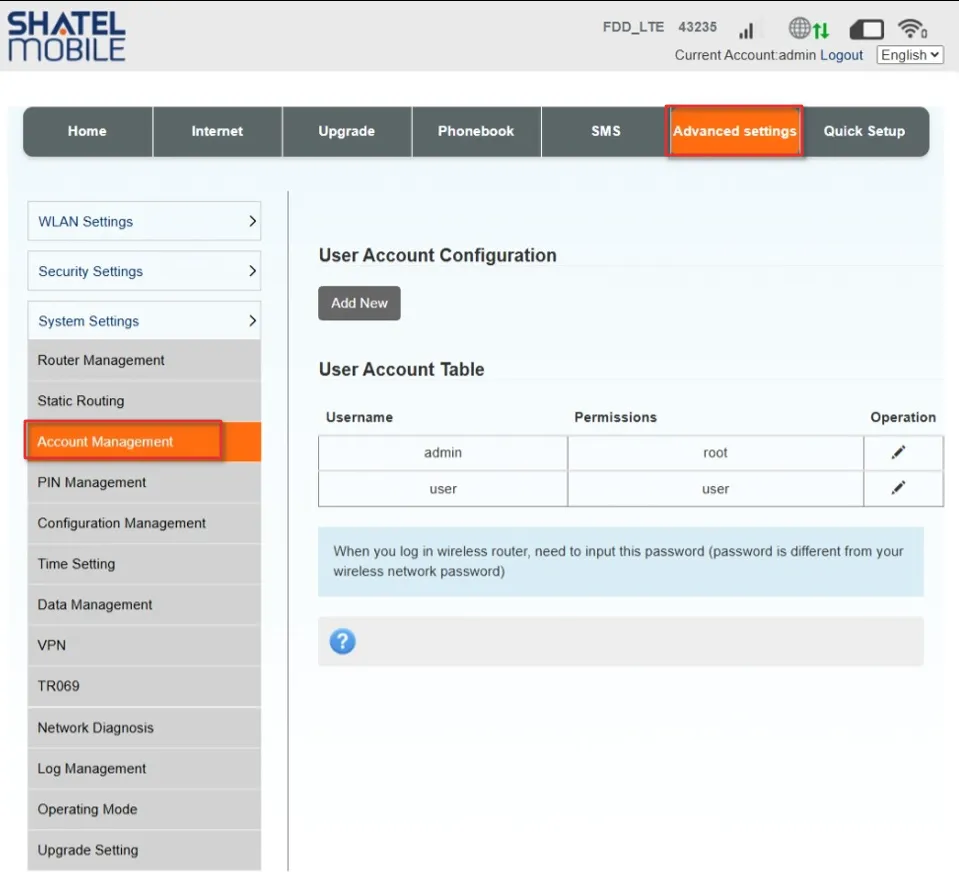 SHATEL
MOBILE
FDD_LTE 43235
0
Current Account:admin Logout English
Home Internet Upgrade Phonebook SMS Advanced settings Quick Setup
WLAN Settings
Security Settings
System Settings
Router Management
Static Routing
Account Management
PIN Management
Configuration Management
Time Setting
Data Management
VPN
TR069
Network Diagnosis
Log Management
Operating Mode
Upgrade Setting
User Account Configuration
Add New
User Account Table
Username Permissions Operation
admin root
user user
When you log in wireless router, need to input this password (password is different from your
wireless network password)
?